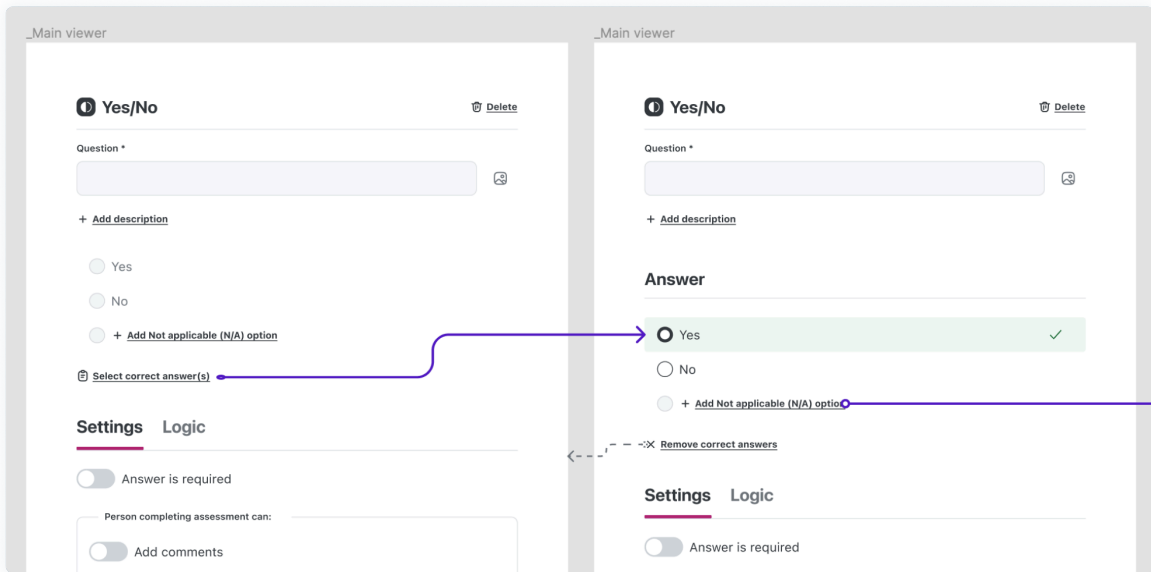 _Main viewer
Yes/No
Delete
Question *
+ Add description
Yes
No
+ Add Not applicable (N/A) option
Select correct answer(s)
Settings Logic
Answer is required
Person completing assessment can:
Add comments
_Main viewer
Yes/No
Delete
Question *
+ Add description
Answer
Yes
No
+ Add Not applicable (N/A) option
Remove correct answers
Settings Logic
Answer is required